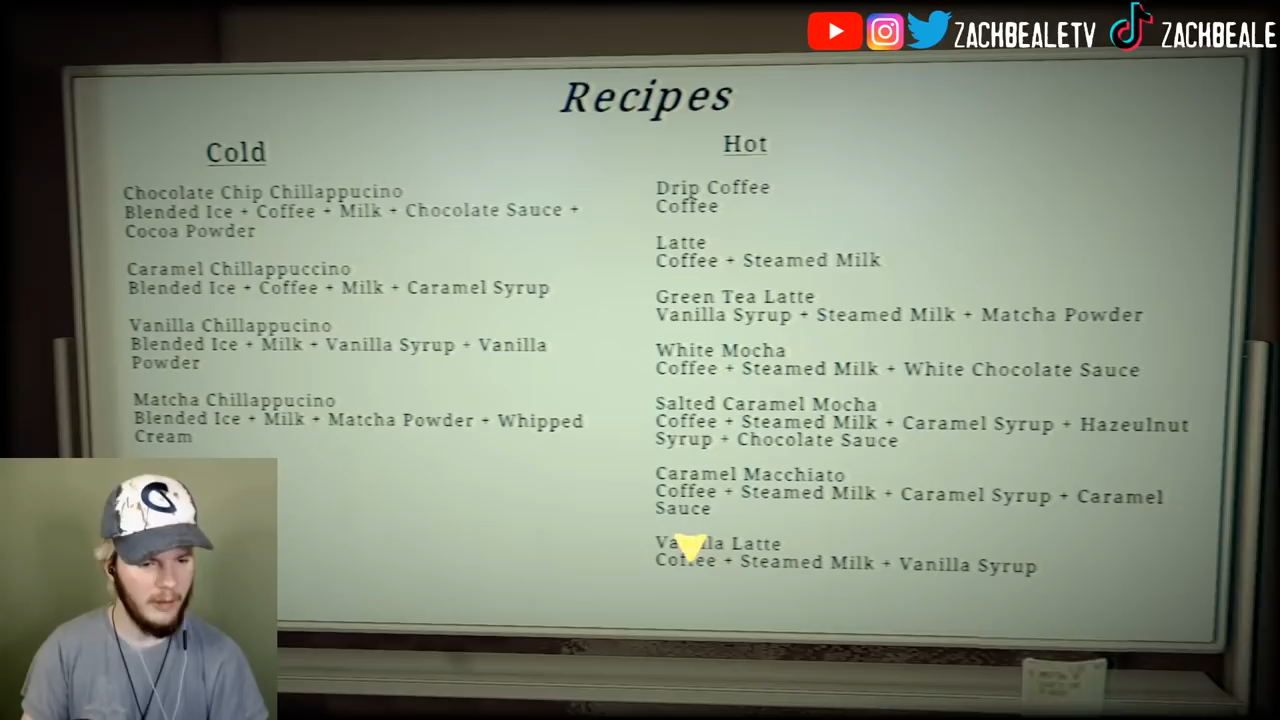 ZACHBEALETV ZACHBEALE
Recipes
Cold
Chocolate Chip Chillappucino
Blended Ice + Coffee + Milk + Chocolate Sauce +
Cocoa Powder
Caramel Chillappuccino
Blended Ice + Coffee + Milk + Caramel Syrup
Vanilla Chillappucino
Blended Ice + Milk + Vanilla Syrup + Vanilla
Powder
Matcha Chillappucino
Blended Ice + Milk + Matcha Powder + Whipped
Cream
Hot
Drip Coffee
Coffee
Latte
Coffee + Steamed Milk
Green Tea Latte
Vanilla Syrup + Steamed Milk + Matcha Powder
White Mocha
Coffee + Steamed Milk + White Chocolate Sauce
Salted Caramel Mocha
Coffee + Steamed Milk + Caramel Syrup + Hazeulnut
Syrup + Chocolate Sauce
Caramel Macchiato
Coffee + Steamed Milk + Caramel Syrup + Caramel
Sauce
Vanilla Latte
Coffee + Steamed Milk + Vanilla Syrup